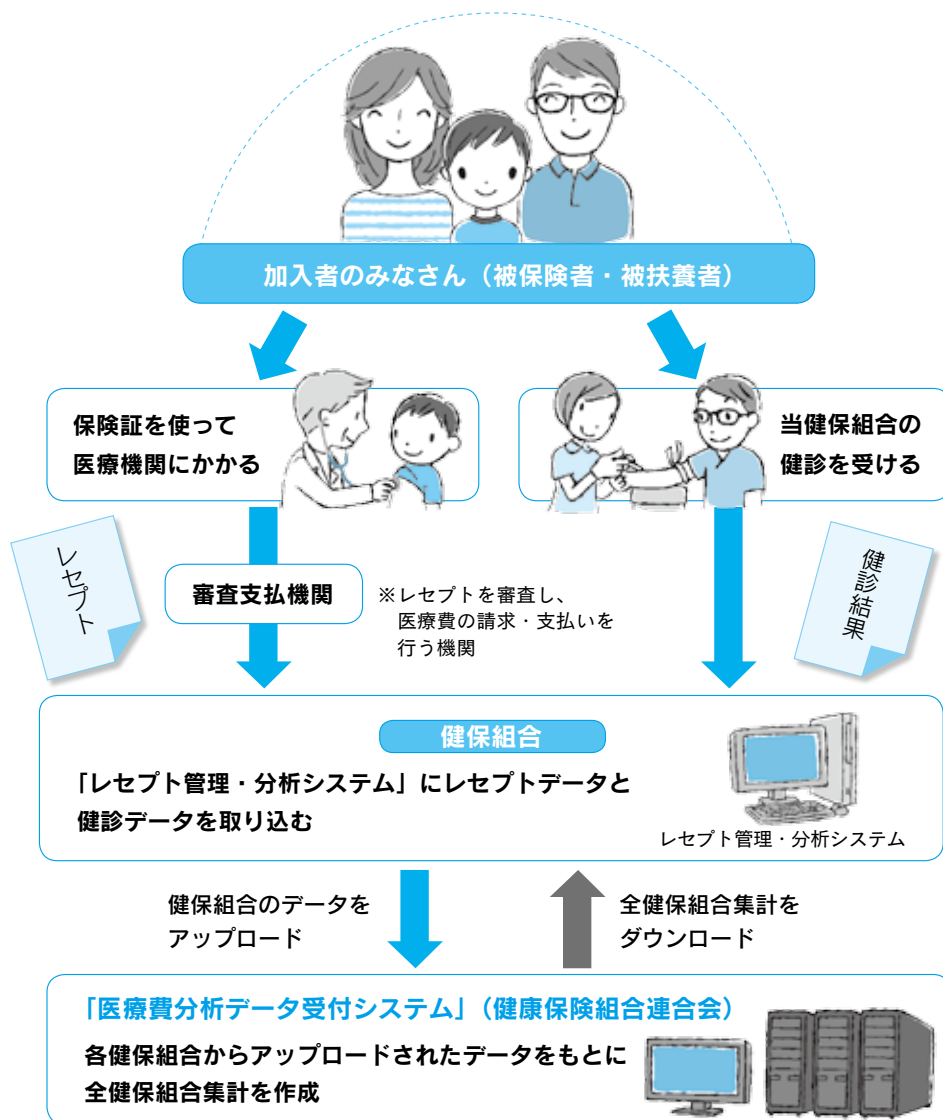 加入者のみなさん（被保険者・被扶養者）
保険証を使って
医療機関にかかる
当健保組合の
健診を受ける
レセプト
審査支払機関
※レセプトを審査し、
医療費の請求・支払いを
行う機関
健診結果
健保組合
「レセプト管理・分析システム」にレセプトデータと
健診データを取り込む
レセプト管理・分析システム
健保組合のデータを
アップロード
全健保組合集計を
ダウンロード
「医療費分析データ受付システム」（健康保険組合連合会）
各健保組合からアップロードされたデータをもとに
全健保組合集計を作成